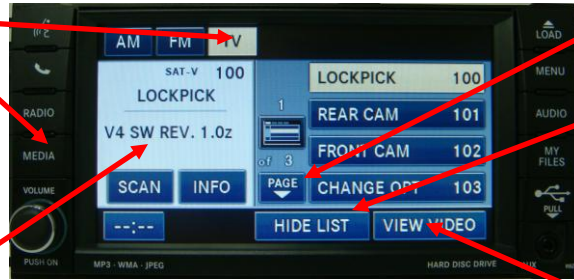 LOAD
AM FM TV
MENU
SAT-V 100
LOCKPICK 100
LOCKPICK
RADIO
1
REAR CAM 101
AUDIO
V4 SW REV. 1.0z
MEDIA
of 3
FRONT CAM 102
MY
FILES
SCAN INFO
PAGE
CHANGE OPT 103
VOLUME
PULL
--:--
HIDE LIST
VIEW VIDEO
PUSH ON
MP3 · WMA · JPEG
HARD DISC DRIVE